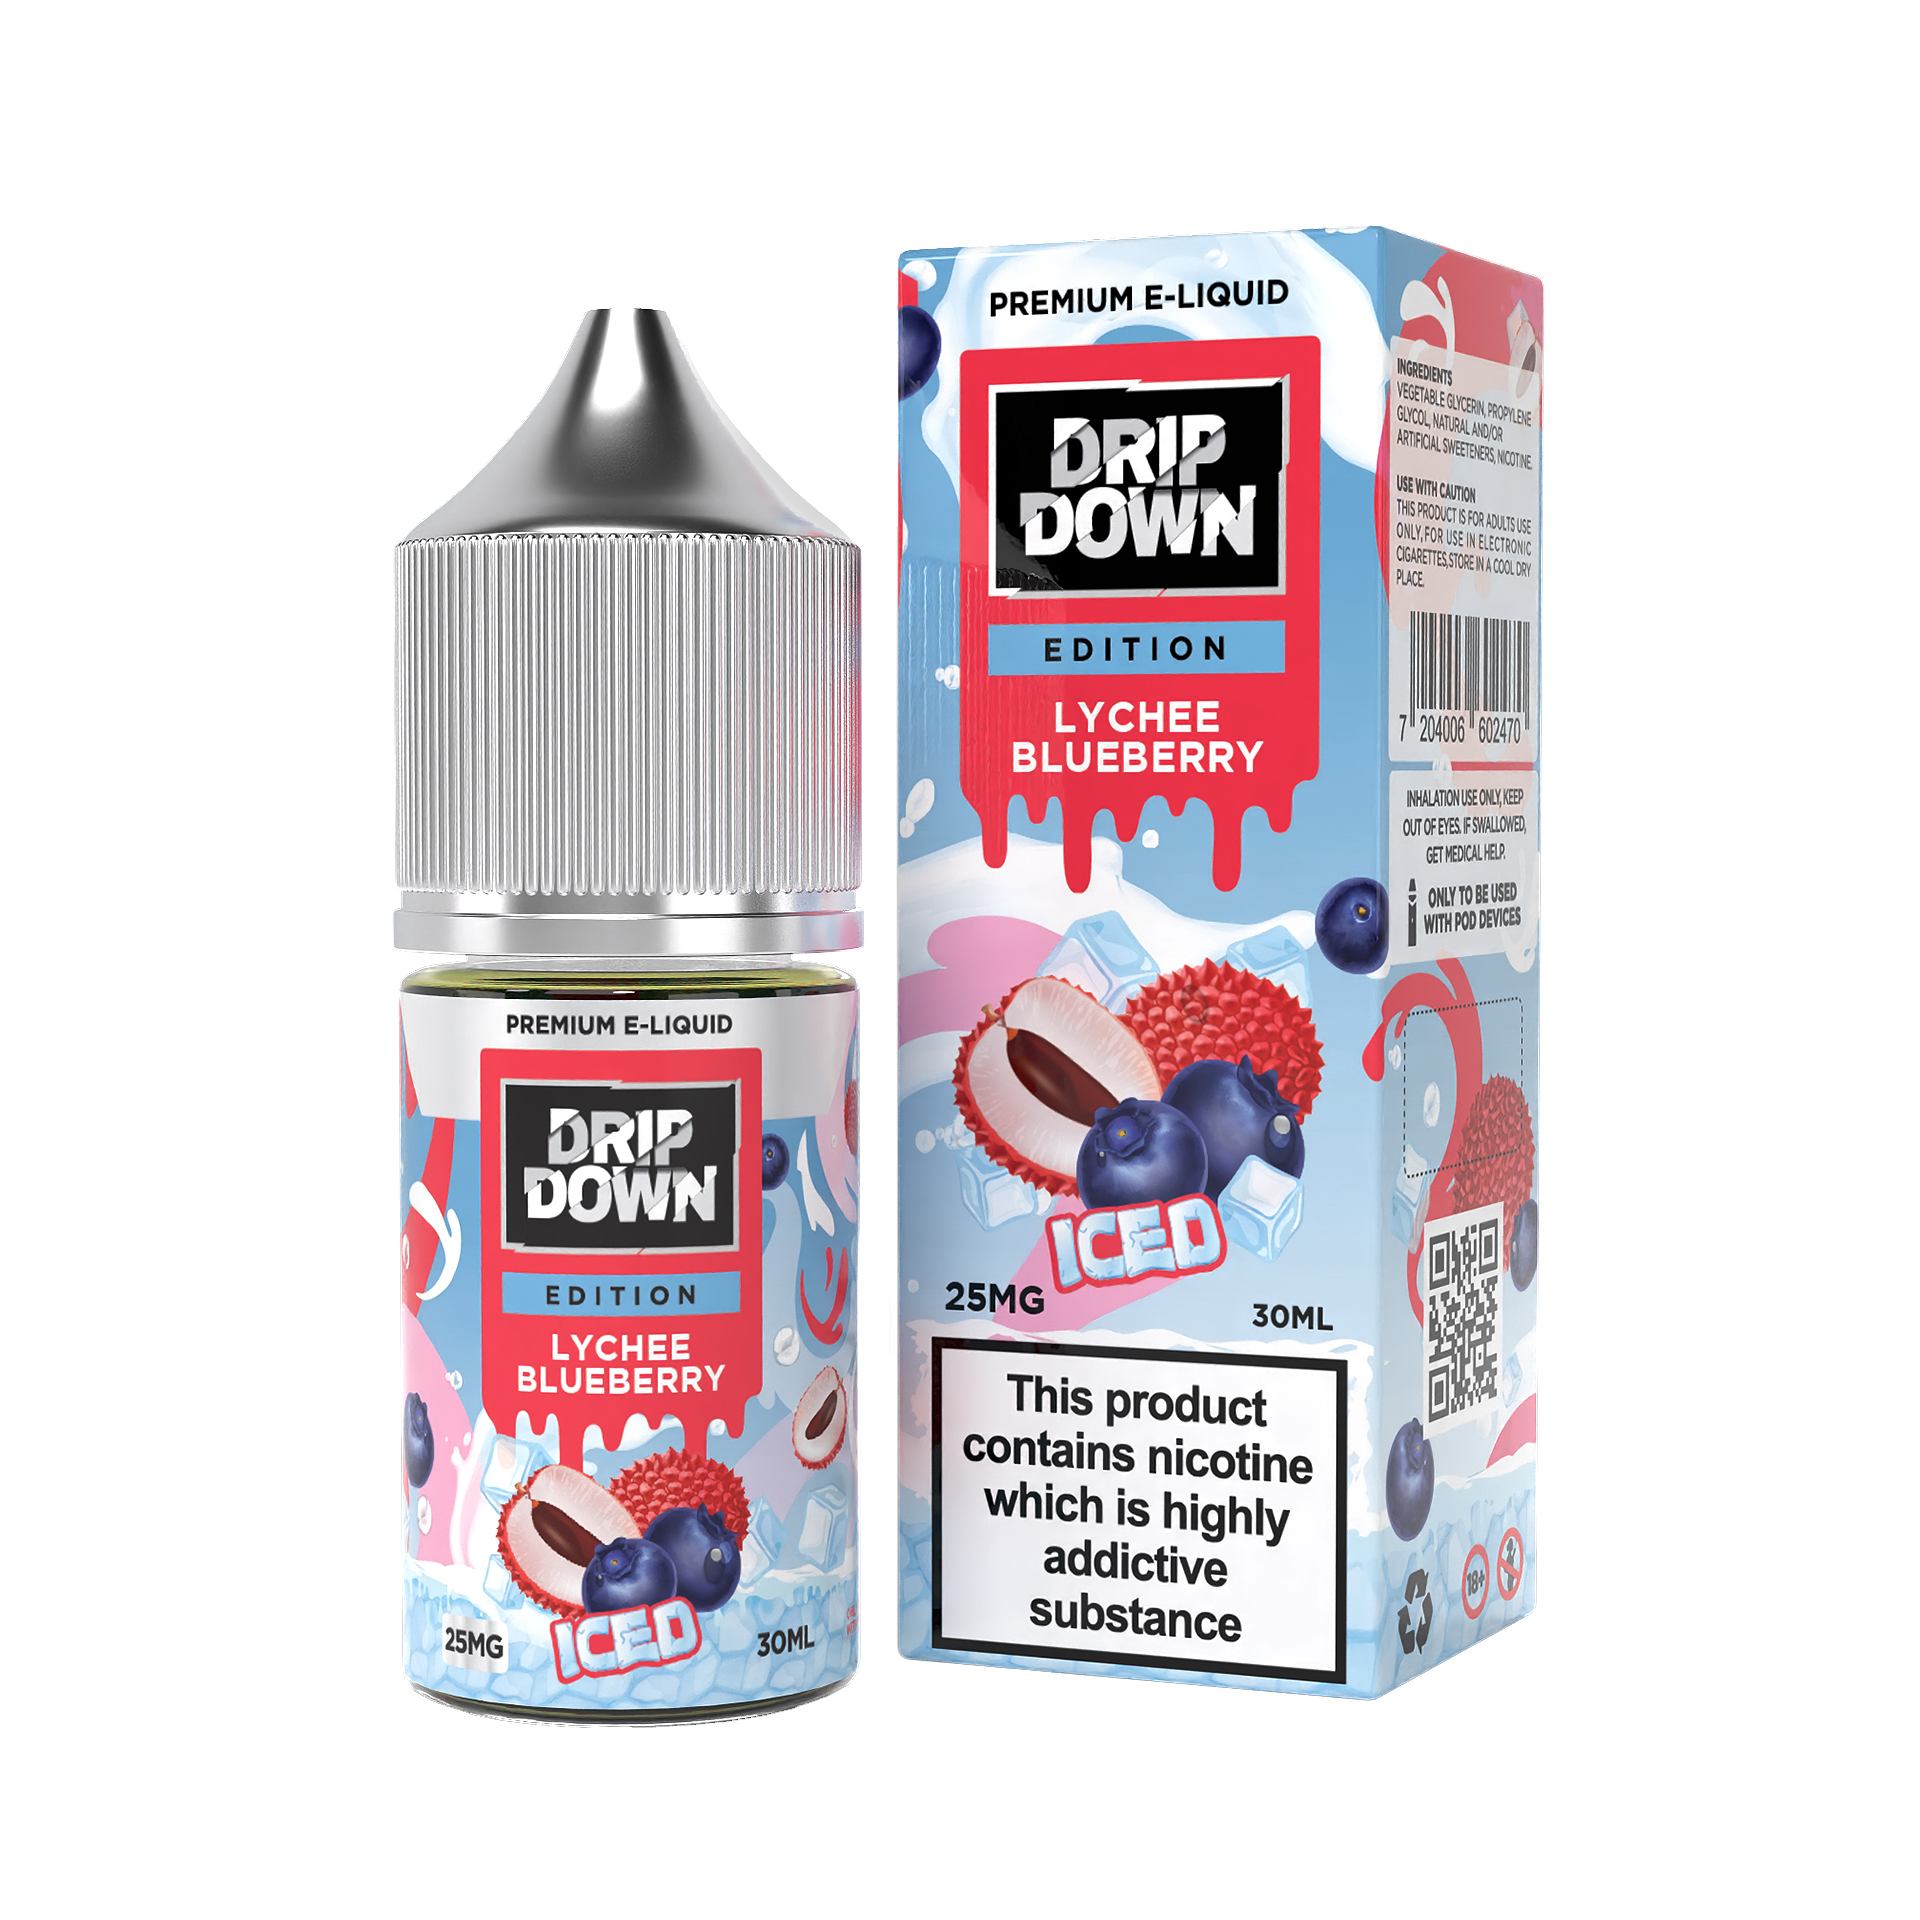 PREMIUM E-LIQUID
DRIP
DOWN
EDITION
LYCHEE
BLUEBERRY
ICED
25MG
30ML
PREMIUM E-LIQUID
DRIP
DOWN
EDITION
LYCHEE
BLUEBERRY
ICED
25MG
30ML
This product
contains nicotine
which is highly
addictive
substance
INGREDIENTS
VEGETABLE GLYCERIN, PROPYLENE
GLYCOL, NATURAL AND/OR
ARTIFICIAL SWEETENERS, NICOTINE.
USE WITH CAUTION
THIS PRODUCT IS FOR ADULTS USE
ONLY,FOR USE IN ELECTRONIC
CIGARETTES,STORE IN A COOL DRY
PLACE.
7 204006 602470
INHALATION USE ONLY, KEEP
OUT OF EYES. IF SWALLOWED,
GET MEDICAL HELP.
ONLY TO BE USED
WITH POD DEVICES
18+